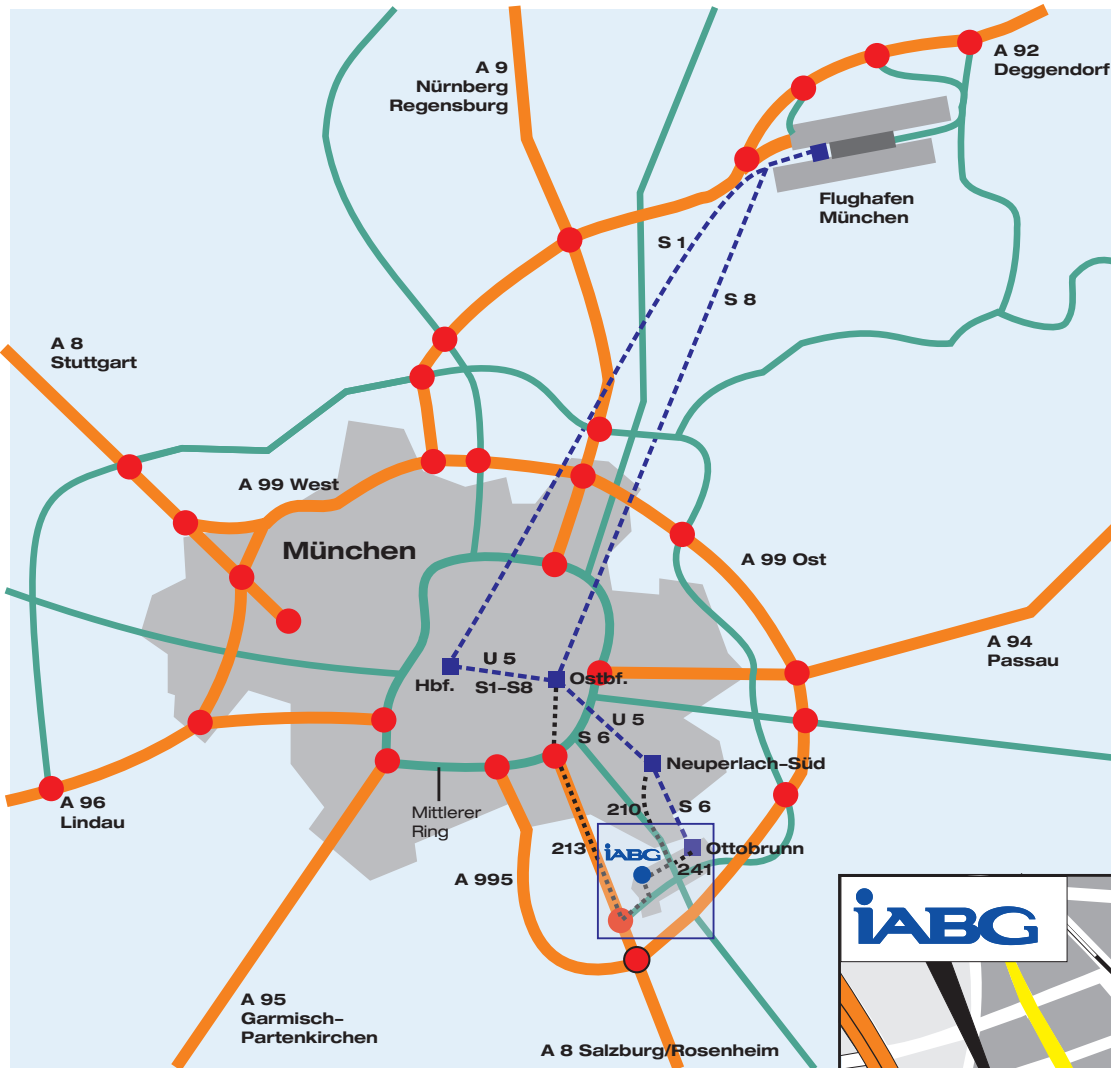 A 9
Nürnberg
Regensburg
A 92
Deggendorf
Flughafen
München
S 1
S 8
A 8
Stuttgart
A 99 West
München
A 99 Ost
A 94
Passau
U 5
Hbf.
S1–S8
Ostbf.
U 5
S 6
Neuperlach–Süd
A 96
Lindau
Mittlerer
Ring
210
S 6
213
iABG
Ottobrunn
241
A 995
iABG
A 95
Garmisch–
Partenkirchen
A 8 Salzburg/Rosenheim